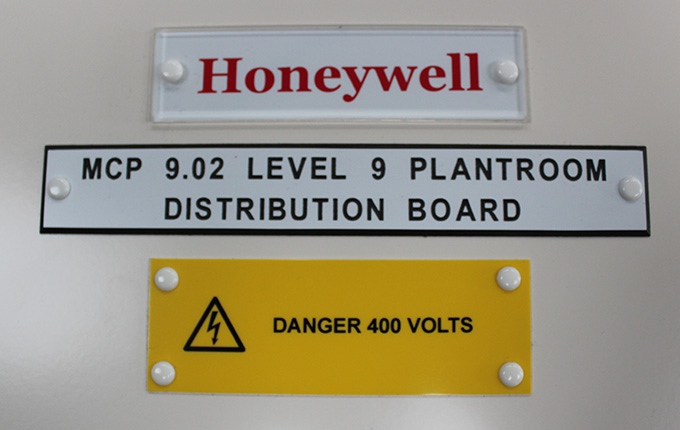 Honeywell
MCP 9.02 LEVEL 9 PLANTROOM
DISTRIBUTION BOARD
DANGER 400 VOLTS